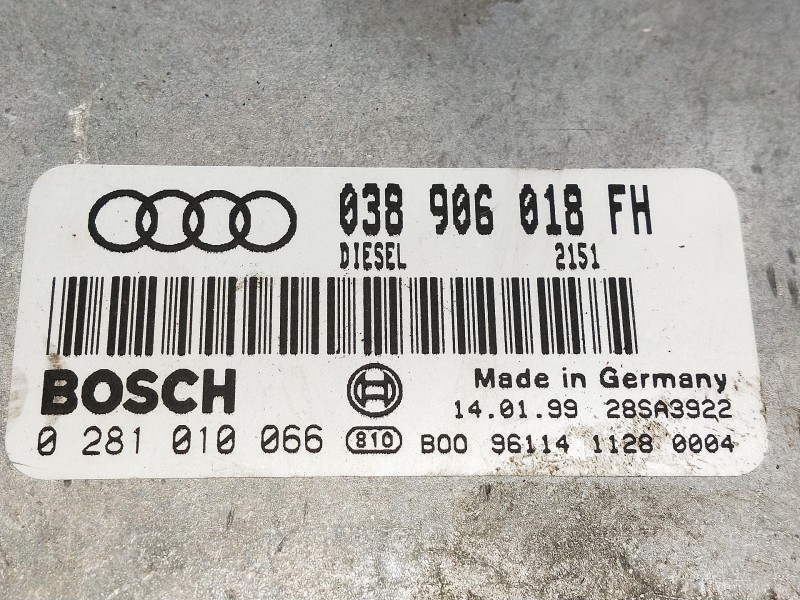 038 906 018 FH
DIESEL 2151
BOSCH
Made in Germany
14.01.99 28SA3922
0 281 010 066 810 B00 96114 1128 0004